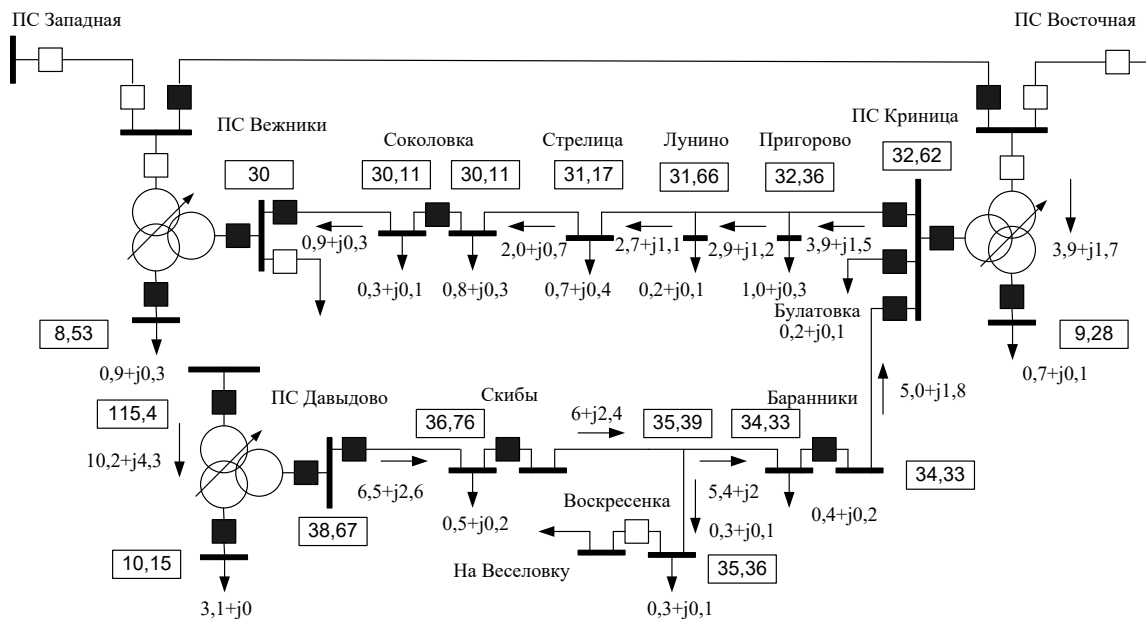 ПС Западная
ПС Восточная
ПС Вежники
Соколовка
Стрелица
Лунино
Пригорово
ПС Криница
30
30,11
30,11
31,17
31,66
32,36
32,62
0,9+j0,3
2,0+j0,7
2,7+j1,1
2,9+j1,2
3,9+j1,5
3,9+j1,7
0,3+j0,1
0,8+j0,3
0,7+j0,4
0,2+j0,1
1,0+j0,3
Булатовка
0,2+j0,1
8,53
9,28
0,9+j0,3
0,7+j0,1
ПС Давыдово
Скибы
Баранники
5,0+j1,8
115,4
36,76
6+j2,4
35,39
34,33
10,2+j4,3
6,5+j2,6
5,4+j2
34,33
Воскресенка
0,5+j0,2
0,3+j0,1
0,4+j0,2
38,67
10,15
На Веселовку
35,36
3,1+j0
0,3+j0,1